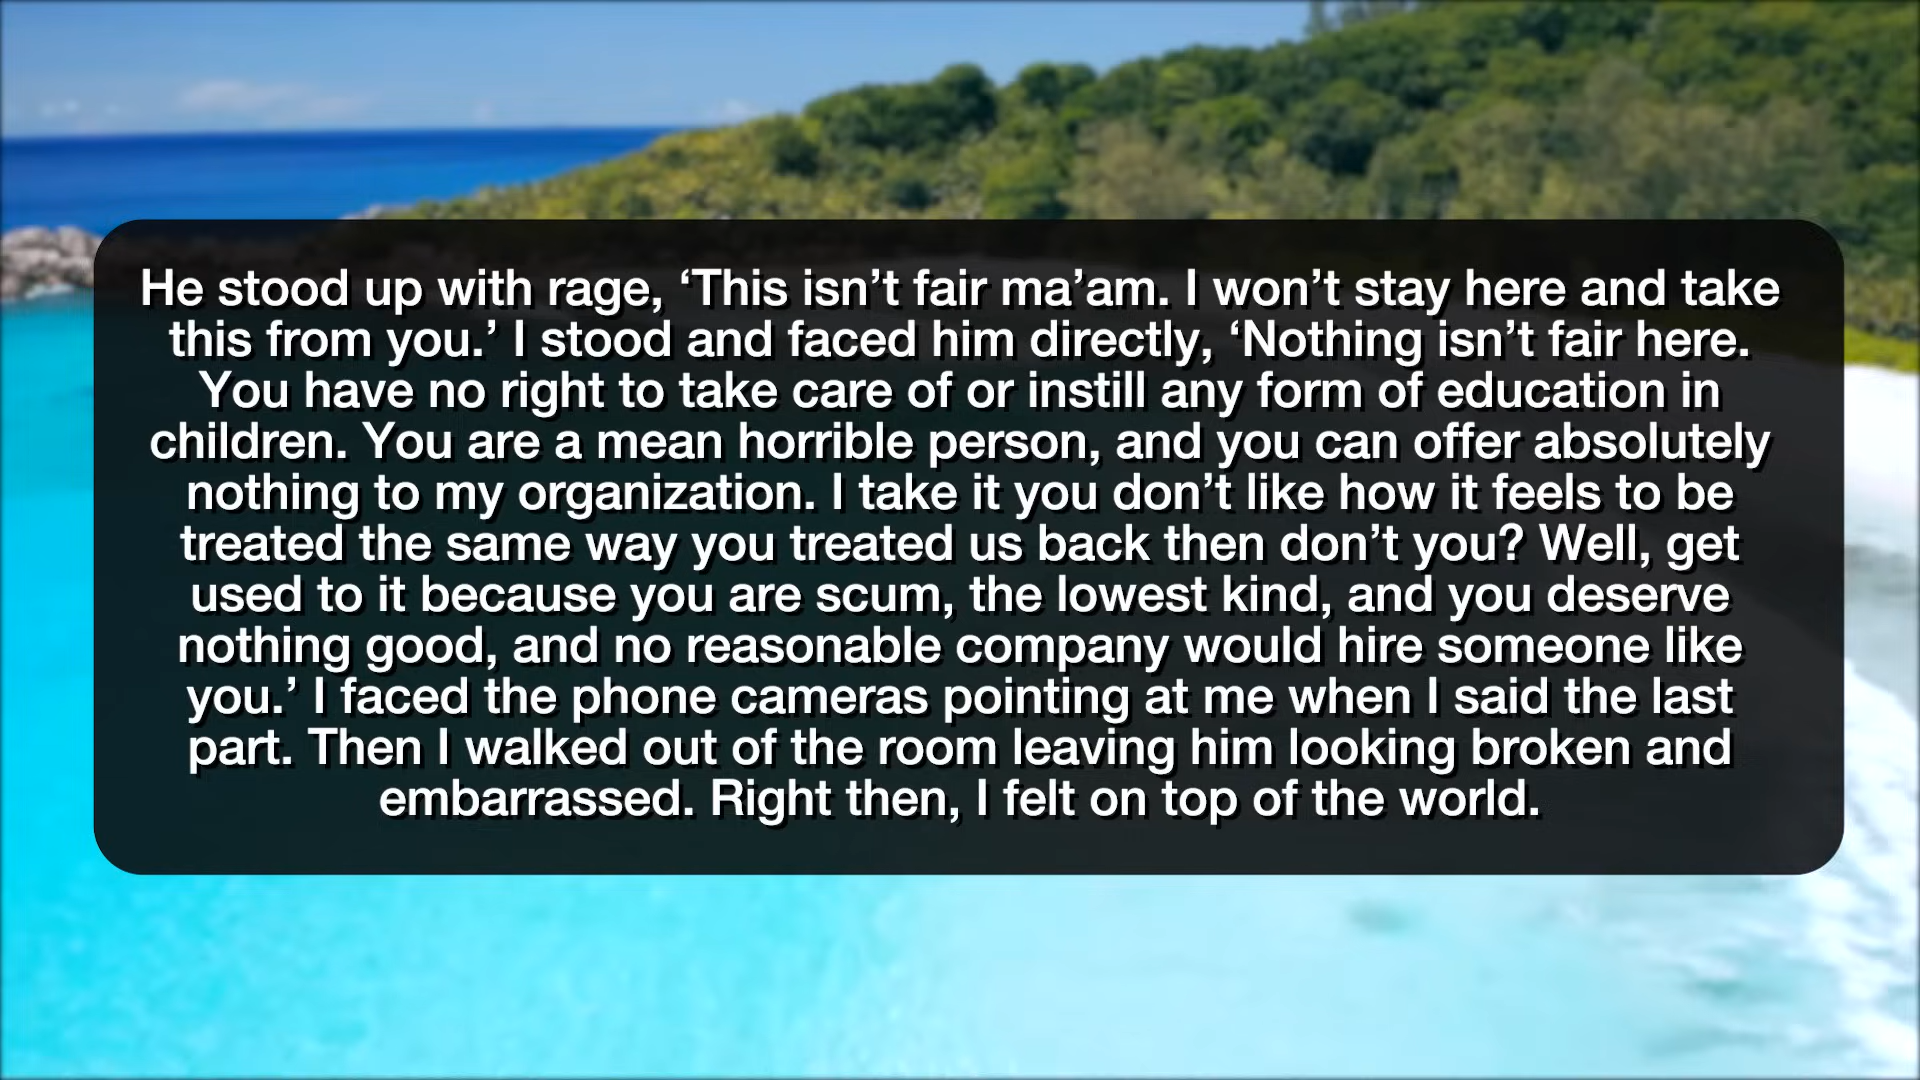 He stood up with rage, ‘This isn’t fair ma’am. I won’t stay here and take
this from you.’ I stood and faced him directly, ‘Nothing isn’t fair here.
You have no right to take care of or instill any form of education in
children. You are a mean horrible person, and you can offer absolutely
nothing to my organization. I take it you don’t like how it feels to be
treated the same way you treated us back then don’t you? Well, get
used to it because you are scum, the lowest kind, and you deserve
nothing good, and no reasonable company would hire someone like
you.’ I faced the phone cameras pointing at me when I said the last
part. Then I walked out of the room leaving him looking broken and
embarrassed. Right then, I felt on top of the world.